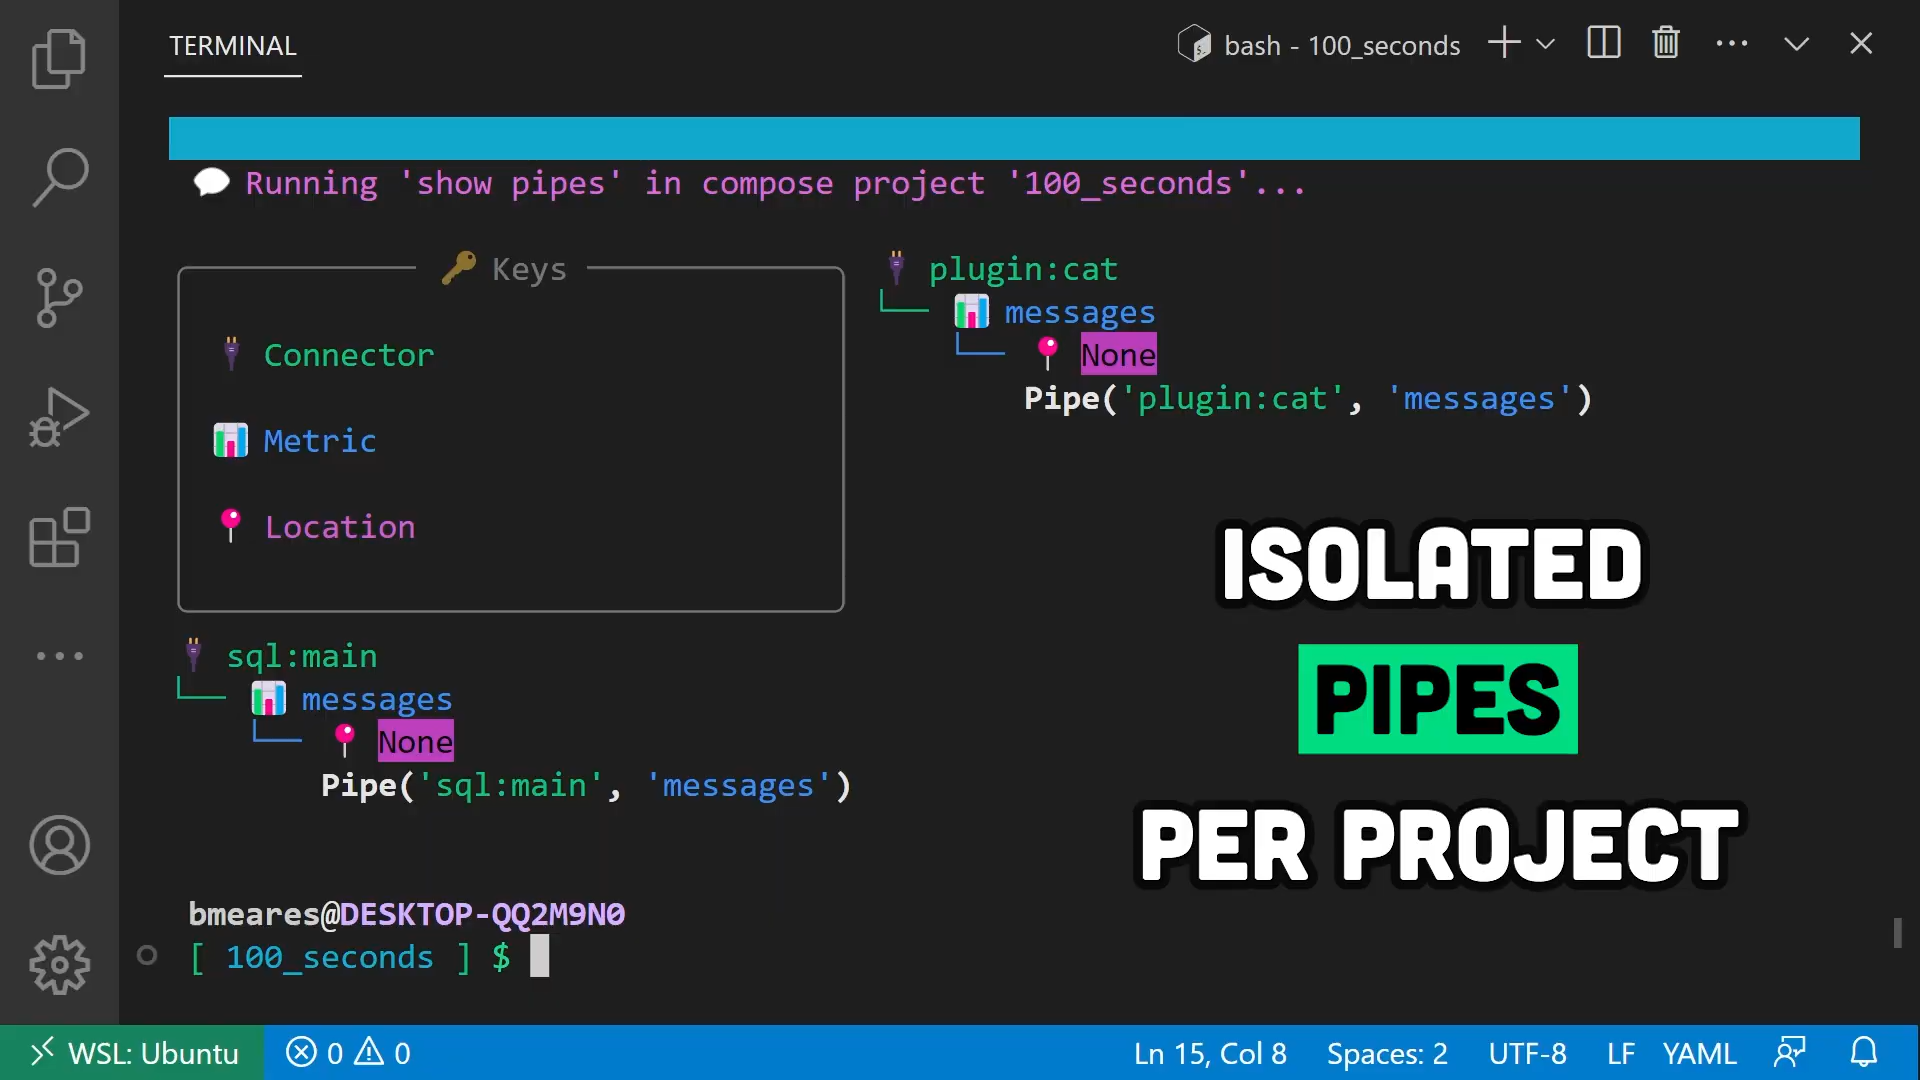 TERMINAL
bash - 100_seconds
Running 'show pipes' in compose project '100_seconds'...
Keys
Connector
Metric
Location
plugin:cat
messages
None
Pipe('plugin:cat', 'messages')
sql:main
messages
None
Pipe('sql:main', 'messages')
ISOLATED
PIPES
PER PROJECT
bmeares@DESKTOP-QQ2M9N0
[ 100_seconds ] $
WSL: Ubuntu
0
0
Ln 15, Col 8
Spaces: 2
UTF-8
LF
YAML